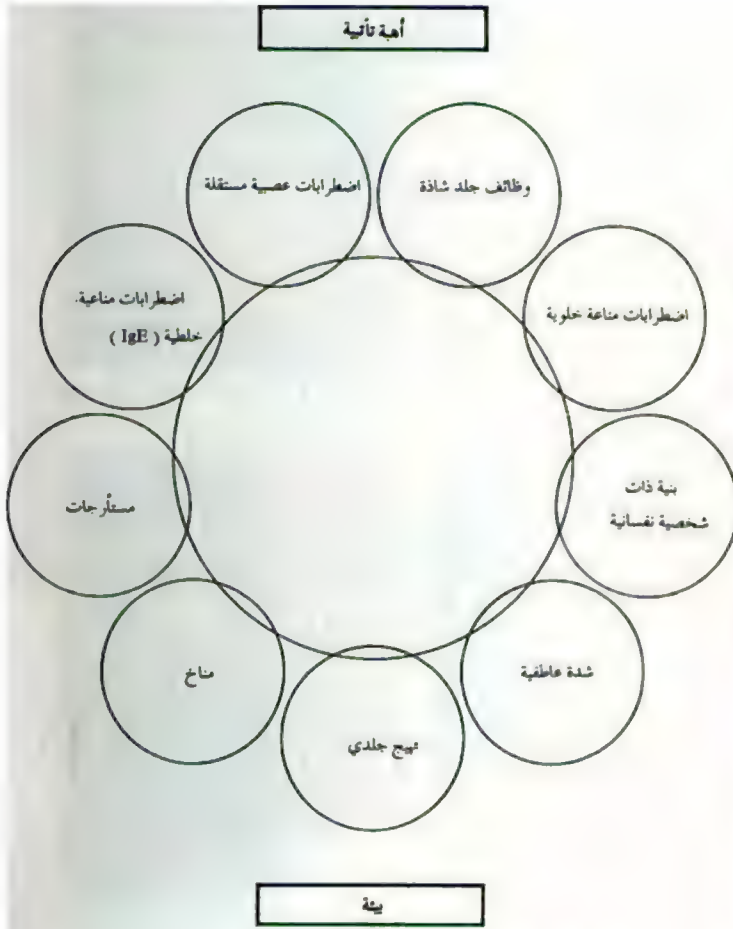 أهبة تأتبية
وظائف جلد شاذة
اضطرابات عصبية مستقلة
اضطرابات مناعة خلوية
اضطرابات مناعية.
خلطية ( IgE )
بنية ذات
شخصية نفسانية
مستأرجات
شدة عاطفية
مناخ
تهيج جلدي
بيئة